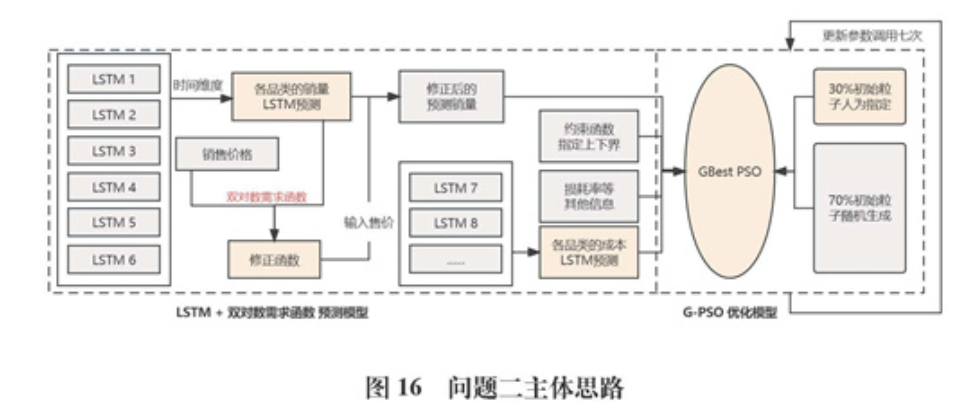 更新参数调用七次
LSTM 1
LSTM 2
LSTM 3
LSTM 4
LSTM 5
LSTM 6
时间维度
各品类的销量
LSTM预测
销售价格
双对数需求函数
修正函数
输入售价
修正后的
预测销量
LSTM 7
LSTM 8
......
约束函数
指定上下界
损耗率等
其他信息
各品类的成本
LSTM预测
GBest PSO
30%初始粒
子人为指定
70%初始粒
子随机生成
LSTM + 双对数需求函数 预测模型
G-PSO 优化模型
图 16 问题二主体思路